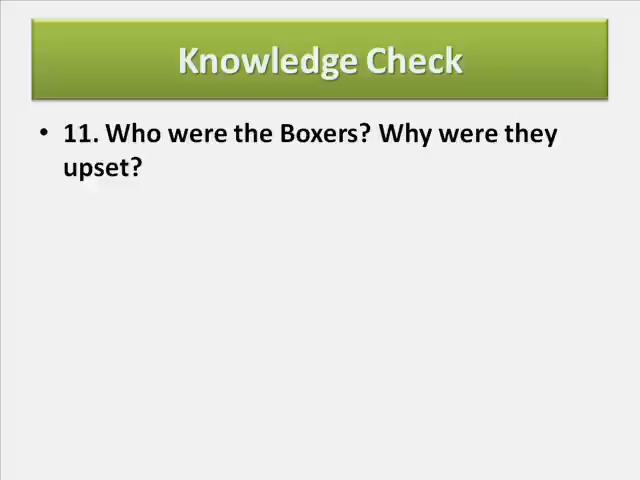 Knowledge Check
• 11. Who were the Boxers? Why were they
upset?